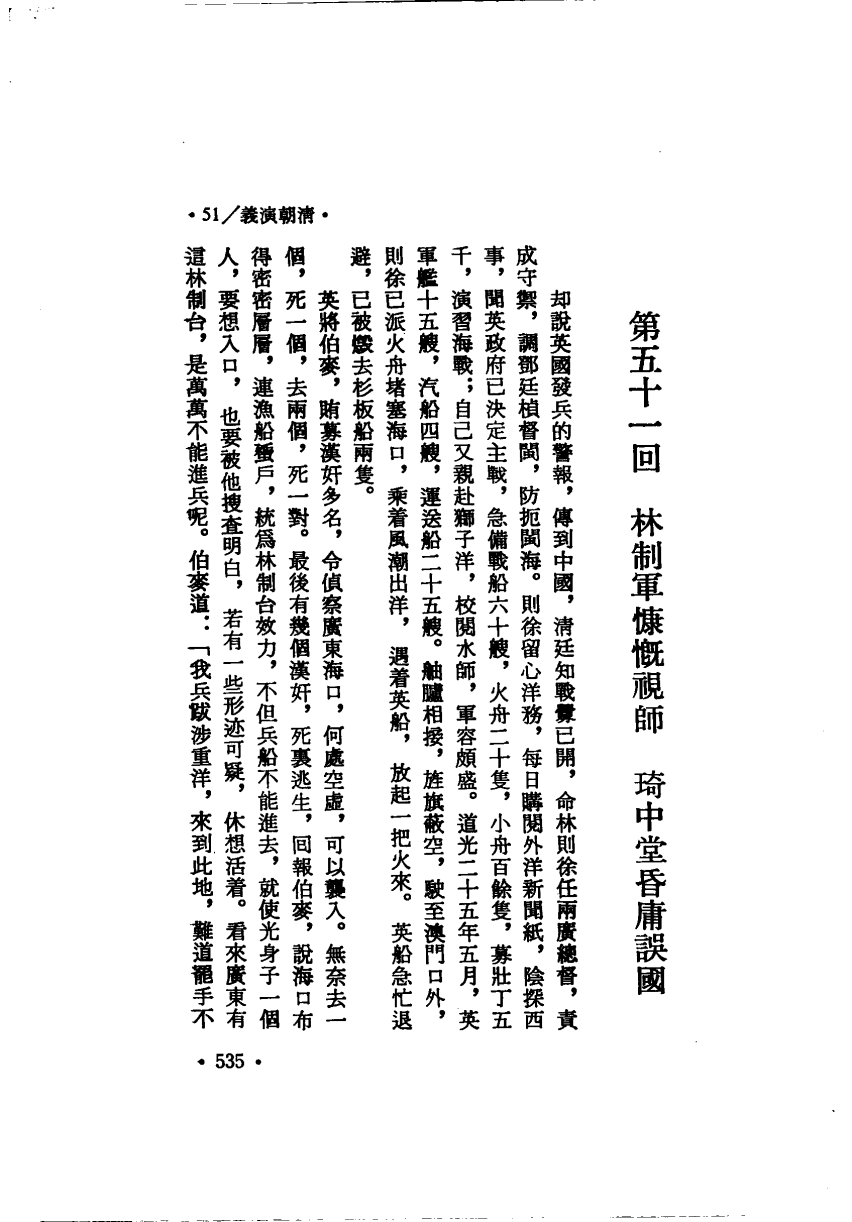 第五十一回　林制軍慷慨視師　琦中堂昏庸誤國
却說英國發兵的警報，傳到中國，清廷知戰釁已開，命林則徐任兩廣總督，責
成守禦，調鄧廷楨督閩，防扼閩海。則徐留心洋務，每日購閱外洋新聞紙，陰探西
事，聞英政府已決定主戰，急備戰船六十艘，火舟二十隻，小舟百餘隻，募壯丁五
千，演習海戰；自己又親赴獅子洋，校閱水師，軍容頗盛。道光二十五年五月，英
軍艦十五艘，汽船四艘，運送船二十五艘。舳臚相接，旌旗蔽空，駛至澳門口外，
則徐已派火舟堵塞海口，乘着風潮出洋，遇着英船，放起一把火來。英船急忙退
避，已被燬去杉板船兩隻。
英將伯麥，賄募漢奸多名，令偵察廣東海口，何處空虛，可以襲入。無奈去一
個，死一個，去兩個，死一對。最後有幾個漢奸，死裏逃生，回報伯麥，說海口布
得密密層層，連漁船蜑戶，統爲林制台效力，不但兵船不能進去，就使光身子一個
人，要想入口，也要被他搜查明白，若有一些形迹可疑，休想活着。看來廣東有
這林制台，是萬萬不能進兵呢。伯麥道：「我兵跋涉重洋，來到此地，難道罷手不
·51／義演朝清·
·535·